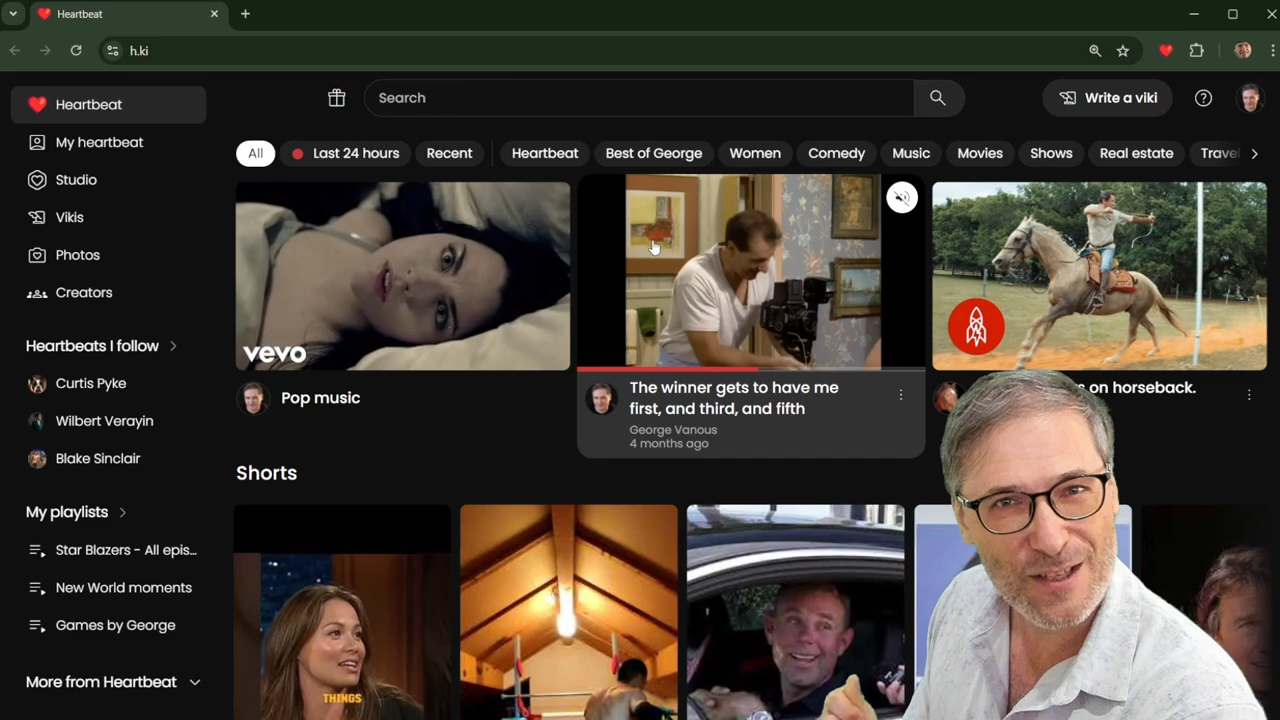 Heartbeat
h.ki
Heartbeat
My heartbeat
Studio
Vikis
Photos
Creators
Heartbeats I follow
Curtis Pyke
Wilbert Verayin
Blake Sinclair
My playlists
Star Blazers - All epis...
New World moments
Games by George
More from Heartbeat
Search
Write a viki
All
Last 24 hours
Recent
Heartbeat
Best of George
Women
Comedy
Music
Movies
Shows
Real estate
Travel
vevo
Pop music
The winner gets to have me
first, and third, and fifth
George Vanous
4 months ago
on horseback.
Shorts
THINGS